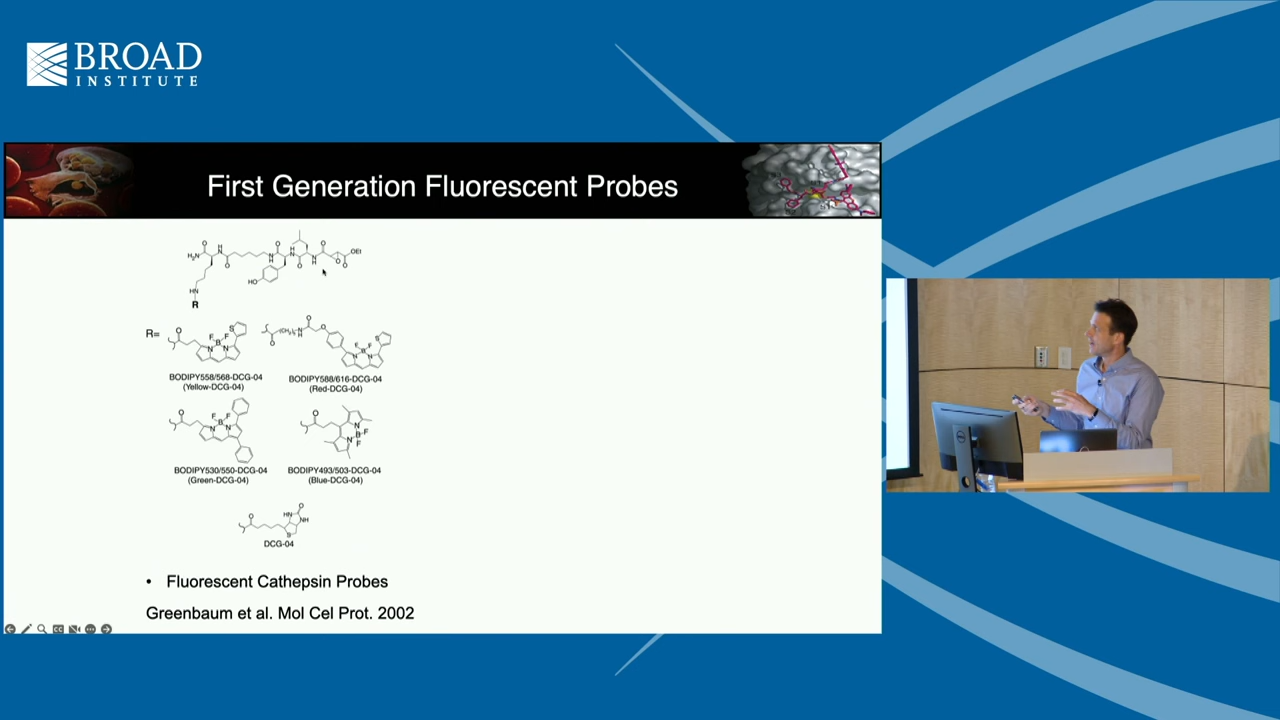 BROAD
INSTITUTE
First Generation Fluorescent Probes
R=
BODIPY558/568-DCG-04
(Yellow-DCG-04)
BODIPY588/616-DCG-04
(Red-DCG-04)
BODIPY530/550-DCG-04
(Green-DCG-04)
BODIPY493/503-DCG-04
(Blue-DCG-04)
DCG-04
• Fluorescent Cathepsin Probes
Greenbaum et al. Mol Cel Prot. 2002